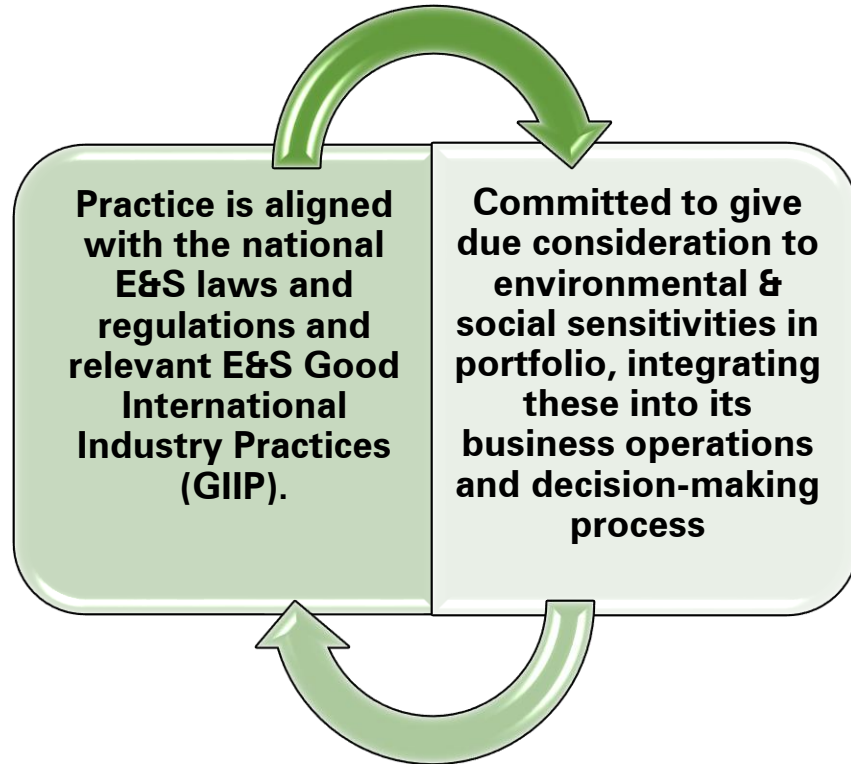 Practice is aligned
with the national
E&S laws and
regulations and
relevant E&S Good
International
Industry Practices
(GIIP).
Committed to give
due consideration to
environmental &
social sensitivities in
portfolio, integrating
these into its
business operations
and decision-making
process